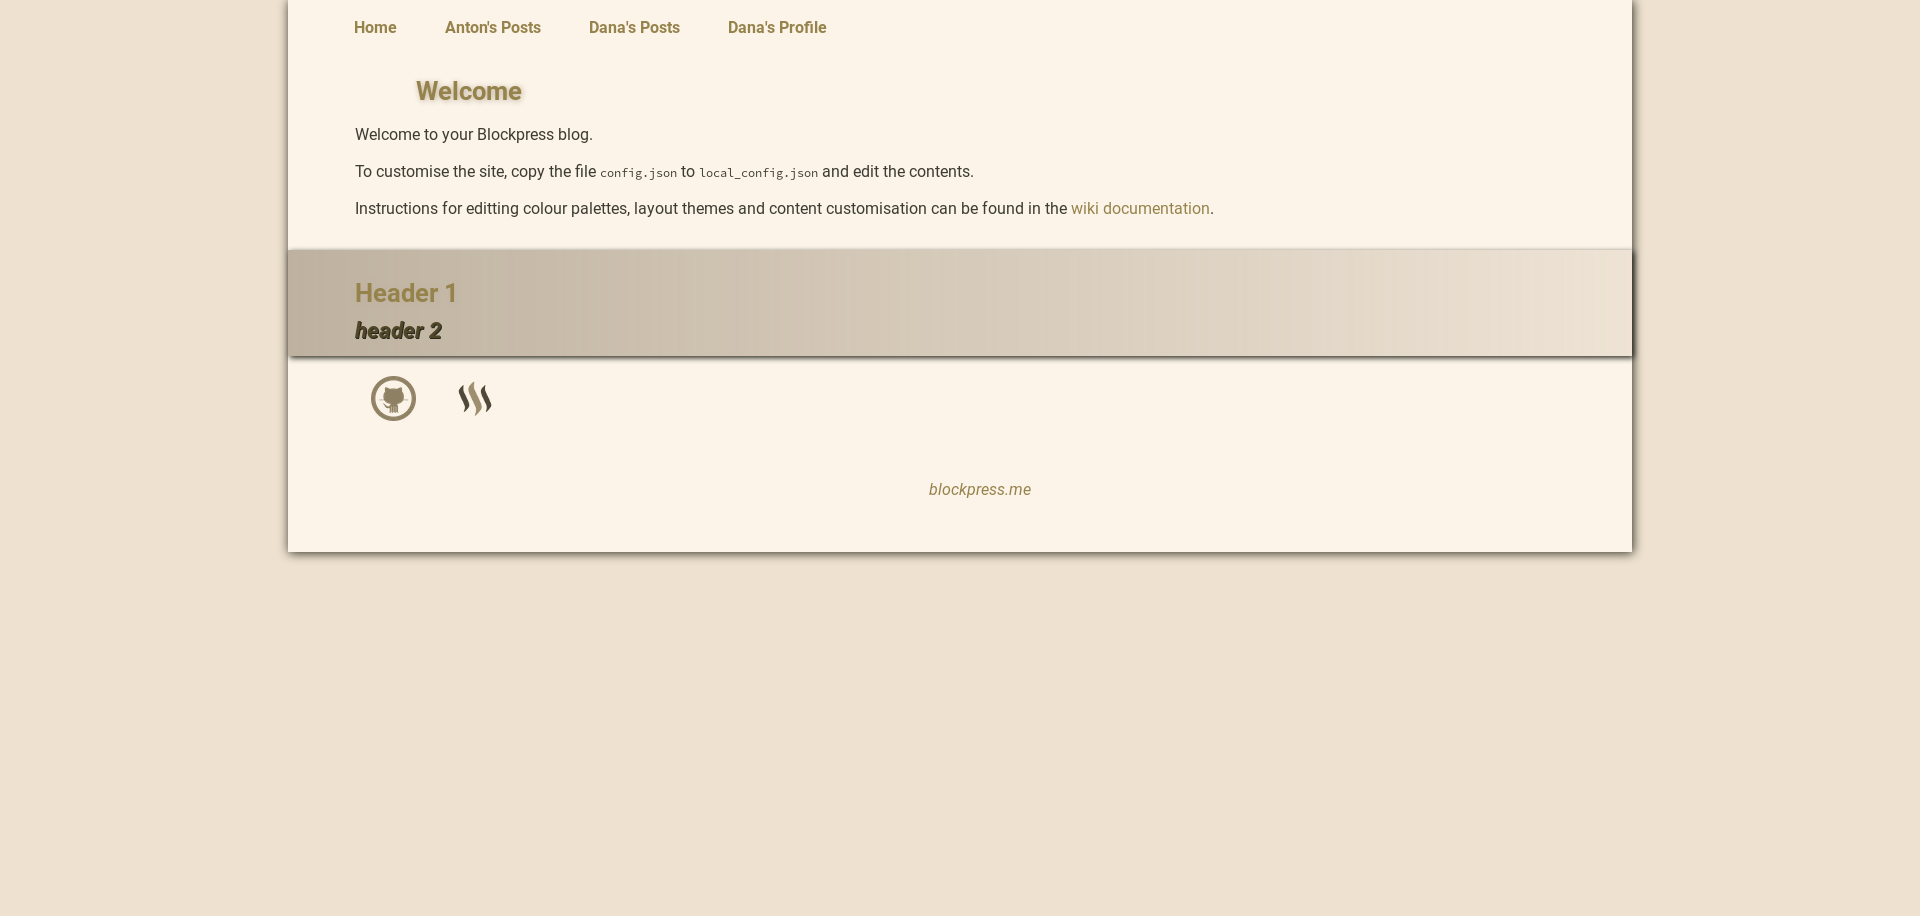 Home Anton's Posts Dana's Posts Dana's Profile
Welcome
Welcome to your Blockpress blog.
To customise the site, copy the file config.json to local_config.json and edit the contents.
Instructions for editting colour palettes, layout themes and content customisation can be found in the wiki documentation.
Header 1
header 2
blockpress.me